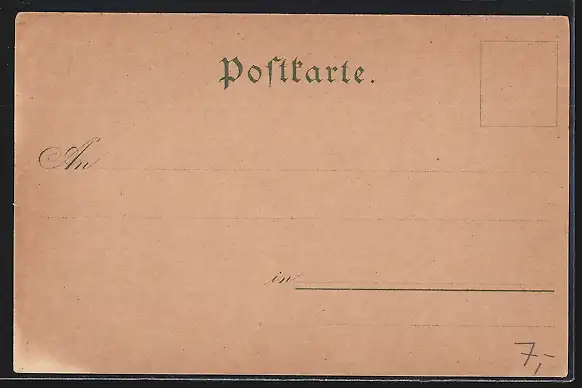 Postkarte.
An
in
7,-